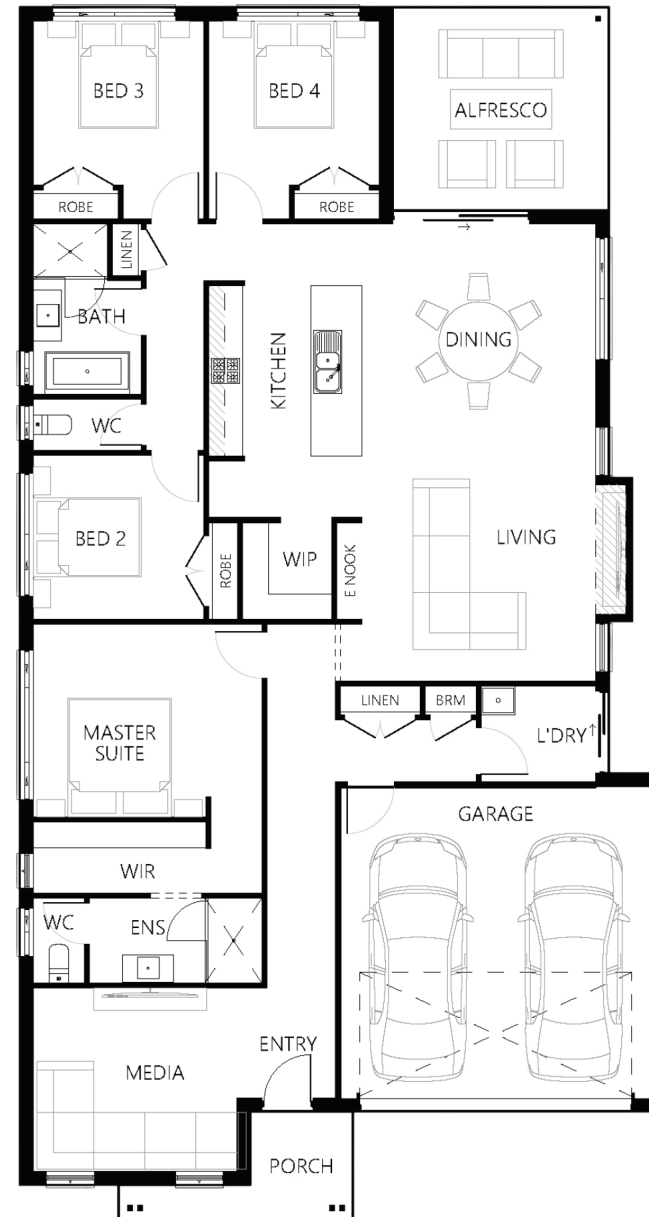 BED 3
BED 4
ALFRESCO
ROBE
ROBE
LINEN
BATH
KITCHEN
DINING
WC
BED 2
ROBE
WIP
E NOOK
LIVING
MASTER
SUITE
LINEN
BRM
L'DRY
GARAGE
WIR
WC
ENS
ENTRY
MEDIA
PORCH